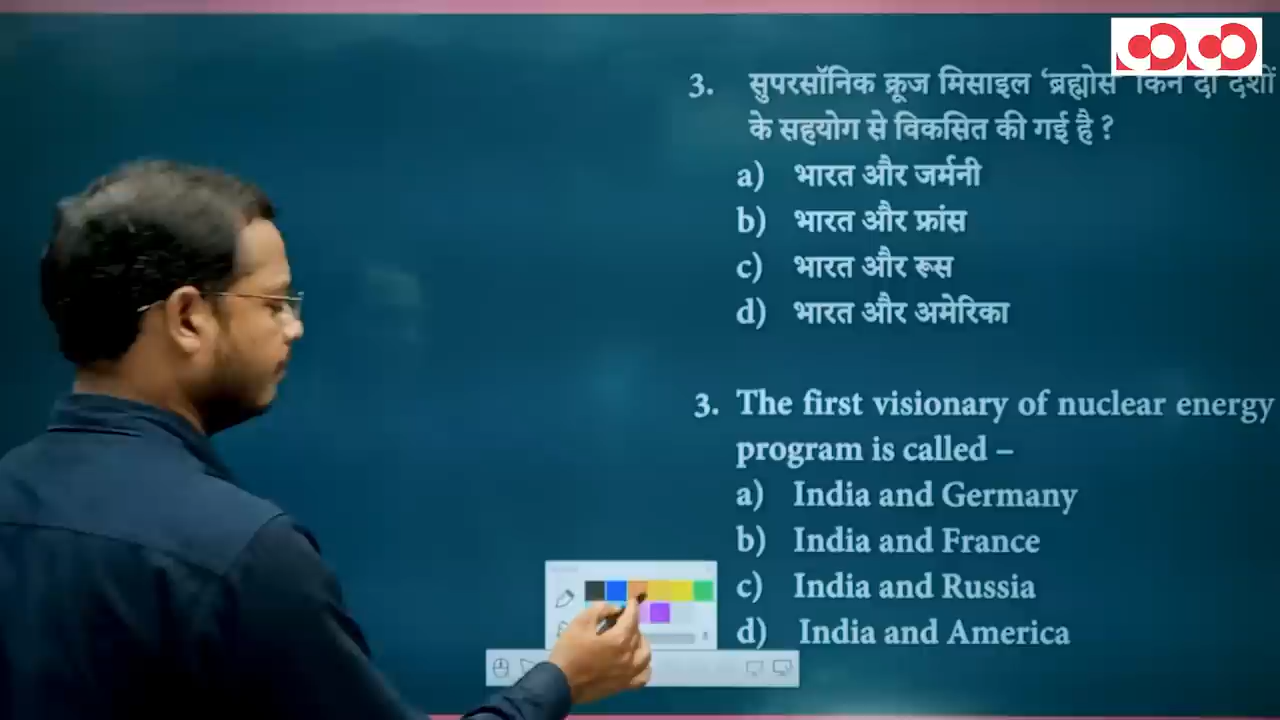 3. सुपरसॉनिक क्रूज मिसाइल ‘ब्रह्मोस’ किन दो देशों
के सहयोग से विकसित की गई है ?
a) भारत और जर्मनी
b) भारत और फ्रांस
c) भारत और रूस
d) भारत और अमेरिका
3. The first visionary of nuclear energy
program is called –
a) India and Germany
b) India and France
c) India and Russia
d) India and America